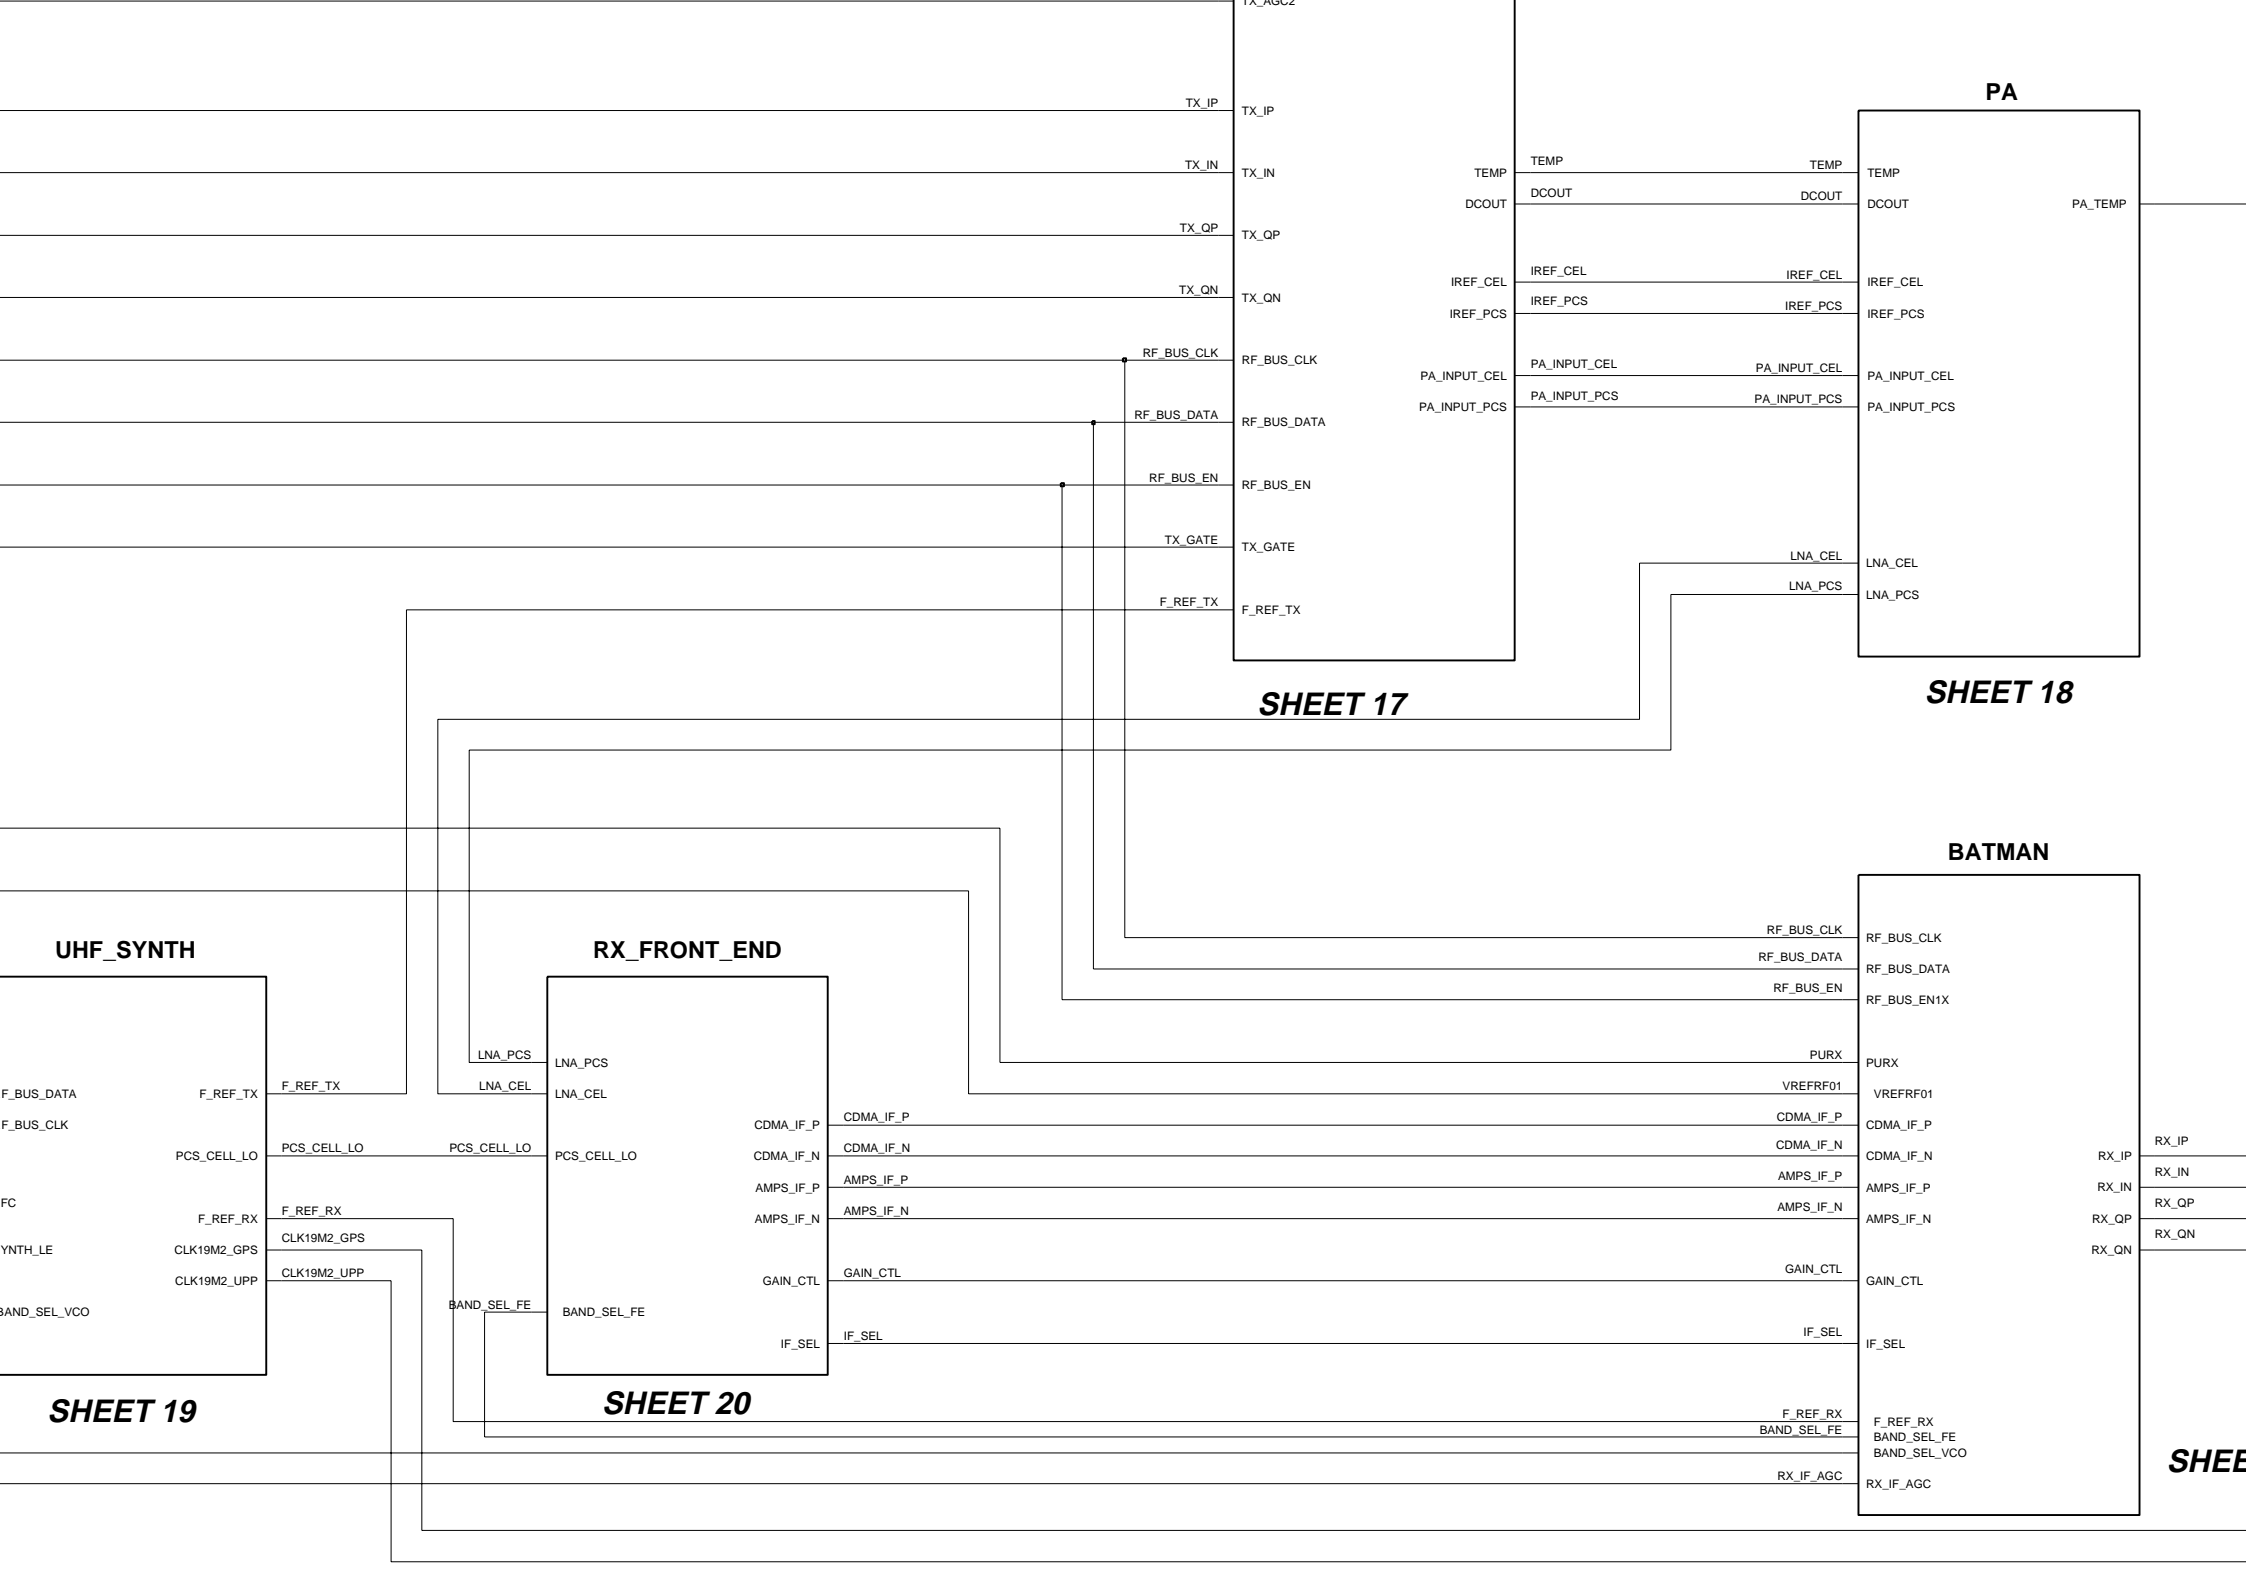 TX_AGC2
PA
TX_IP
TX_IP
TX_IN
TX_IN
TEMP
TEMP
TEMP
TEMP
DCOUT
DCOUT
DCOUT
DCOUT
PA_TEMP
TX_QP
TX_QP
TX_QN
TX_QN
IREF_CEL
IREF_CEL
IREF_CEL
IREF_CEL
IREF_PCS
IREF_PCS
IREF_PCS
IREF_PCS
RF_BUS_CLK
RF_BUS_CLK
PA_INPUT_CEL
PA_INPUT_CEL
PA_INPUT_CEL
PA_INPUT_CEL
PA_INPUT_PCS
PA_INPUT_PCS
PA_INPUT_PCS
PA_INPUT_PCS
RF_BUS_DATA
RF_BUS_DATA
RF_BUS_EN
RF_BUS_EN
TX_GATE
TX_GATE
LNA_CEL
LNA_CEL
LNA_PCS
LNA_PCS
F_REF_TX
F_REF_TX
SHEET 17
SHEET 18
BATMAN
UHF_SYNTH
RX_FRONT_END
RF_BUS_CLK
RF_BUS_CLK
RF_BUS_DATA
RF_BUS_DATA
RF_BUS_EN
RF_BUS_EN1X
LNA_PCS
LNA_PCS
PURX
PURX
F_BUS_DATA
F_REF_TX
F_REF_TX
LNA_CEL
LNA_CEL
VREFRF01
VREFRF01
F_BUS_CLK
CDMA_IF_P
CDMA_IF_P
CDMA_IF_P
CDMA_IF_P
PCS_CELL_LO
PCS_CELL_LO
PCS_CELL_LO
PCS_CELL_LO
CDMA_IF_N
CDMA_IF_N
CDMA_IF_N
CDMA_IF_N
RX_IP
RX_IP
AMPS_IF_P
AMPS_IF_P
AMPS_IF_P
AMPS_IF_P
RX_IN
RX_IN
FC
F_REF_RX
F_REF_RX
AMPS_IF_N
AMPS_IF_N
AMPS_IF_N
AMPS_IF_N
RX_QP
RX_QP
YNTH_LE
CLK19M2_GPS
CLK19M2_GPS
RX_QN
RX_QN
CLK19M2_UPP
CLK19M2_UPP
GAIN_CTL
GAIN_CTL
GAIN_CTL
GAIN_CTL
BAND_SEL_VCO
BAND_SEL_FE
BAND_SEL_FE
IF_SEL
IF_SEL
IF_SEL
IF_SEL
SHEET 19
SHEET 20
F_REF_RX
F_REF_RX
BAND_SEL_FE
BAND_SEL_FE
BAND_SEL_VCO
SHEE
RX_IF_AGC
RX_IF_AGC